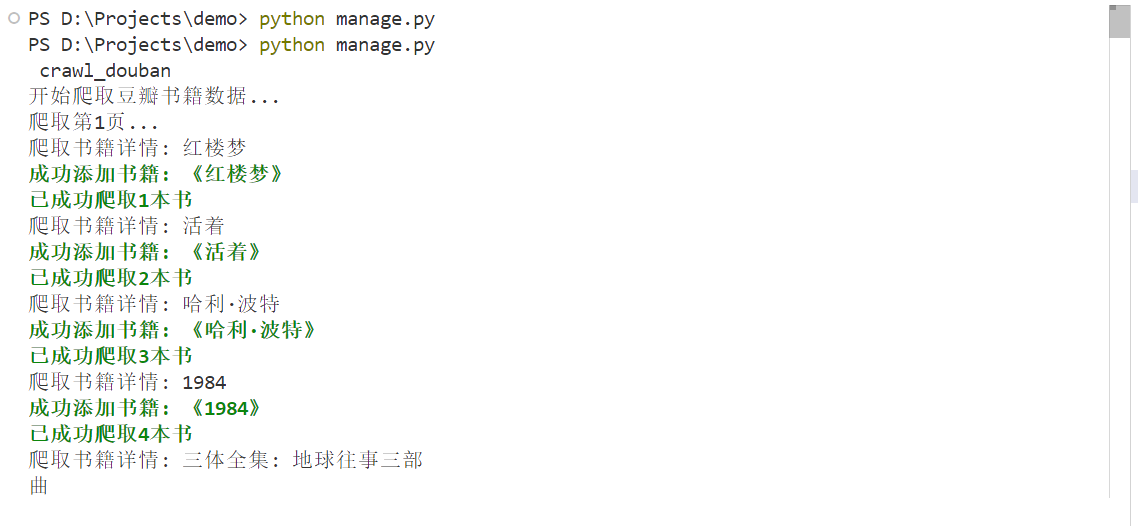 PS D:\Projects\demo> python manage.py
PS D:\Projects\demo> python manage.py
 crawl_douban
开始爬取豆瓣书籍数据...
爬取第1页...
爬取书籍详情: 红楼梦
成功添加书籍: 《红楼梦》
已成功爬取1本书
爬取书籍详情: 活着
成功添加书籍: 《活着》
已成功爬取2本书
爬取书籍详情: 哈利·波特
成功添加书籍: 《哈利·波特》
已成功爬取3本书
爬取书籍详情: 1984
成功添加书籍: 《1984》
已成功爬取4本书
爬取书籍详情: 三体全集: 地球往事三部
曲